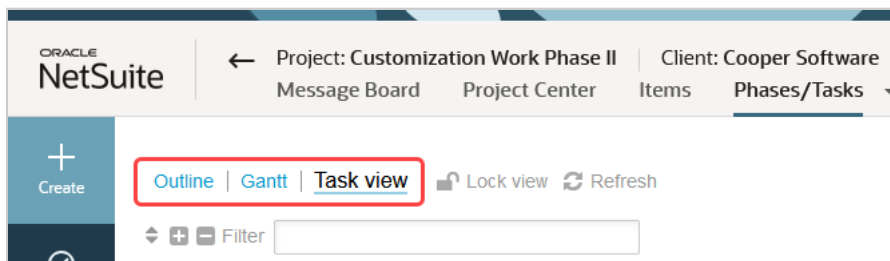 ORACLE
NetSuite
← Project: Customization Work Phase II | Client: Cooper Software
Message Board Project Center Items Phases/Tasks
Create
Outline | Gantt | Task view Lock view Refresh
Filter